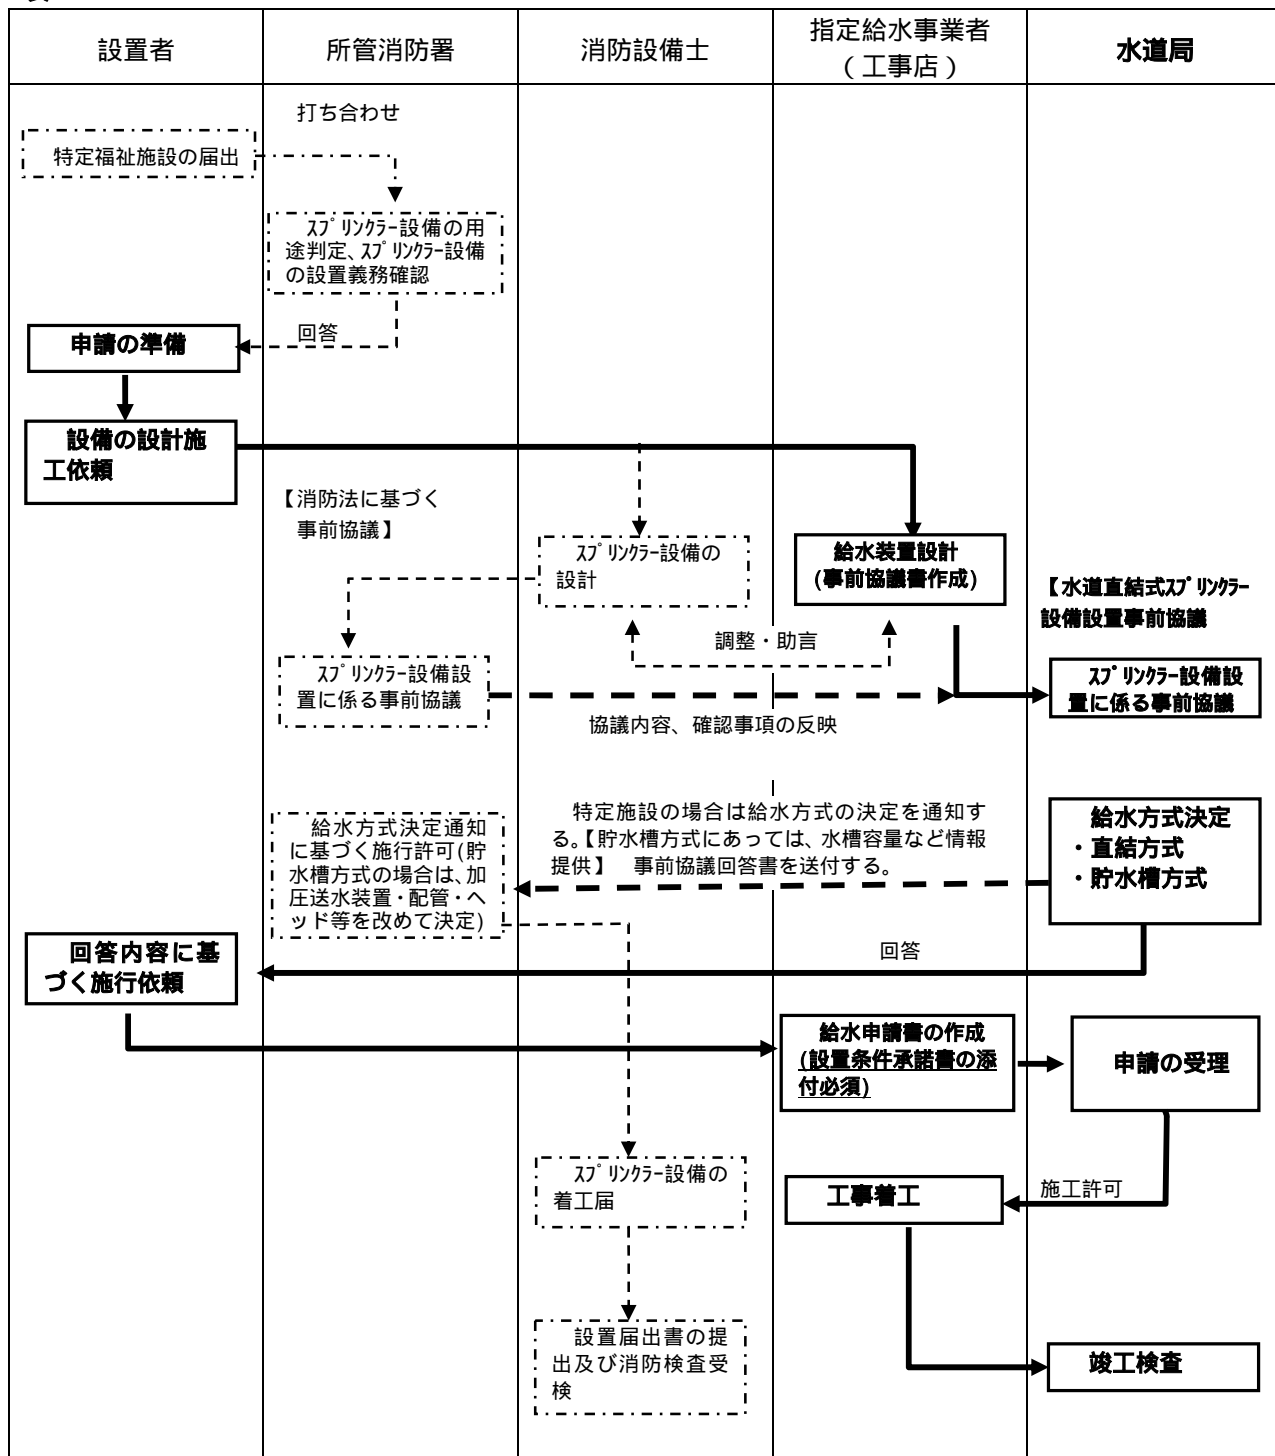 設置者
所管消防署
消防設備士
指定給水事業者
(工事店)
水道局
打ち合わせ
特定福祉施設の届出
スプリンクラー設備の用
途判定、スプリンクラー設備
の設置義務確認
回答
申請の準備
設備の設計施
工依頼
【消防法に基づく
事前協議】
スプリンクラー設備の
設計
給水装置設計
(事前協議書作成)
【水道直結式スプリンクラー
設備設置事前協議
調整・助言
スプリンクラー設備設
置に係る事前協議
スプリンクラー設備設
置に係る事前協議
協議内容、確認事項の反映
給水方式決定通知
に基づく施行許可(貯
水槽方式の場合は、加
圧送水装置・配管・ヘ
ッド等を改めて決定)
特定施設の場合は給水方式の決定を通知す
る。【貯水槽方式にあっては、水槽容量など情報
提供】 事前協議回答書を送付する。
給水方式決定
・直結方式
・貯水槽方式
回答
回答内容に基
づく施行依頼
給水申請書の作成
(設置条件承諾書の添
付必須)
申請の受理
スプリンクラー設備の
着工届
工事着工
施工許可
設置届出書の提
出及び消防検査受
検
竣工検査